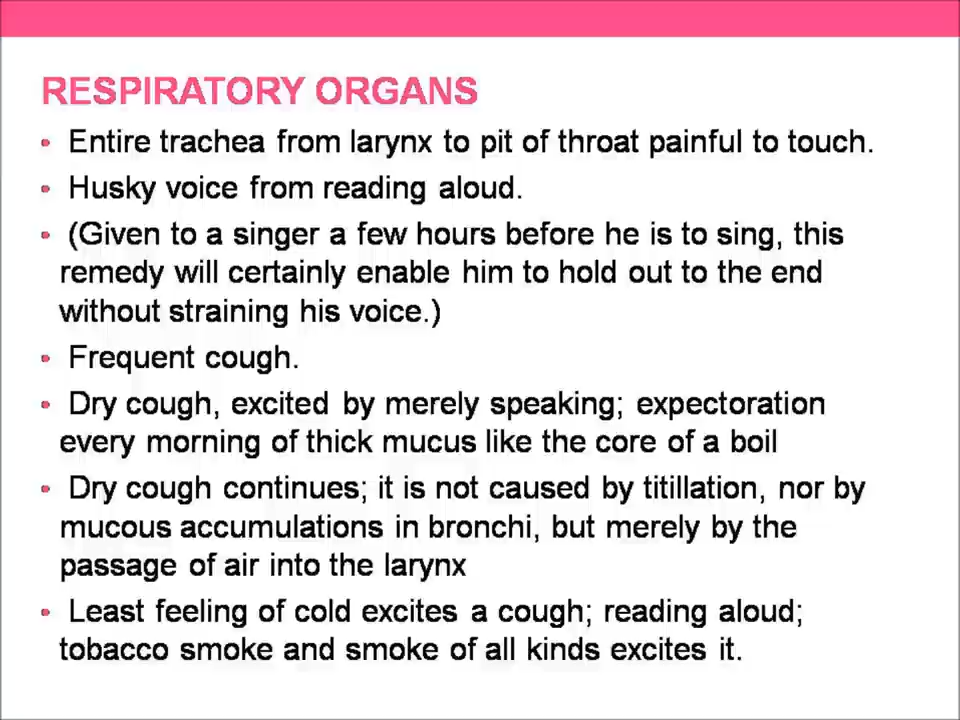 RESPIRATORY ORGANS
• Entire trachea from larynx to pit of throat painful to touch.
• Husky voice from reading aloud.
• (Given to a singer a few hours before he is to sing, this
remedy will certainly enable him to hold out to the end
without straining his voice.)
• Frequent cough.
• Dry cough, excited by merely speaking; expectoration
every morning of thick mucus like the core of a boil
• Dry cough continues; it is not caused by titillation, nor by
mucous accumulations in bronchi, but merely by the
passage of air into the larynx
• Least feeling of cold excites a cough; reading aloud;
tobacco smoke and smoke of all kinds excites it.